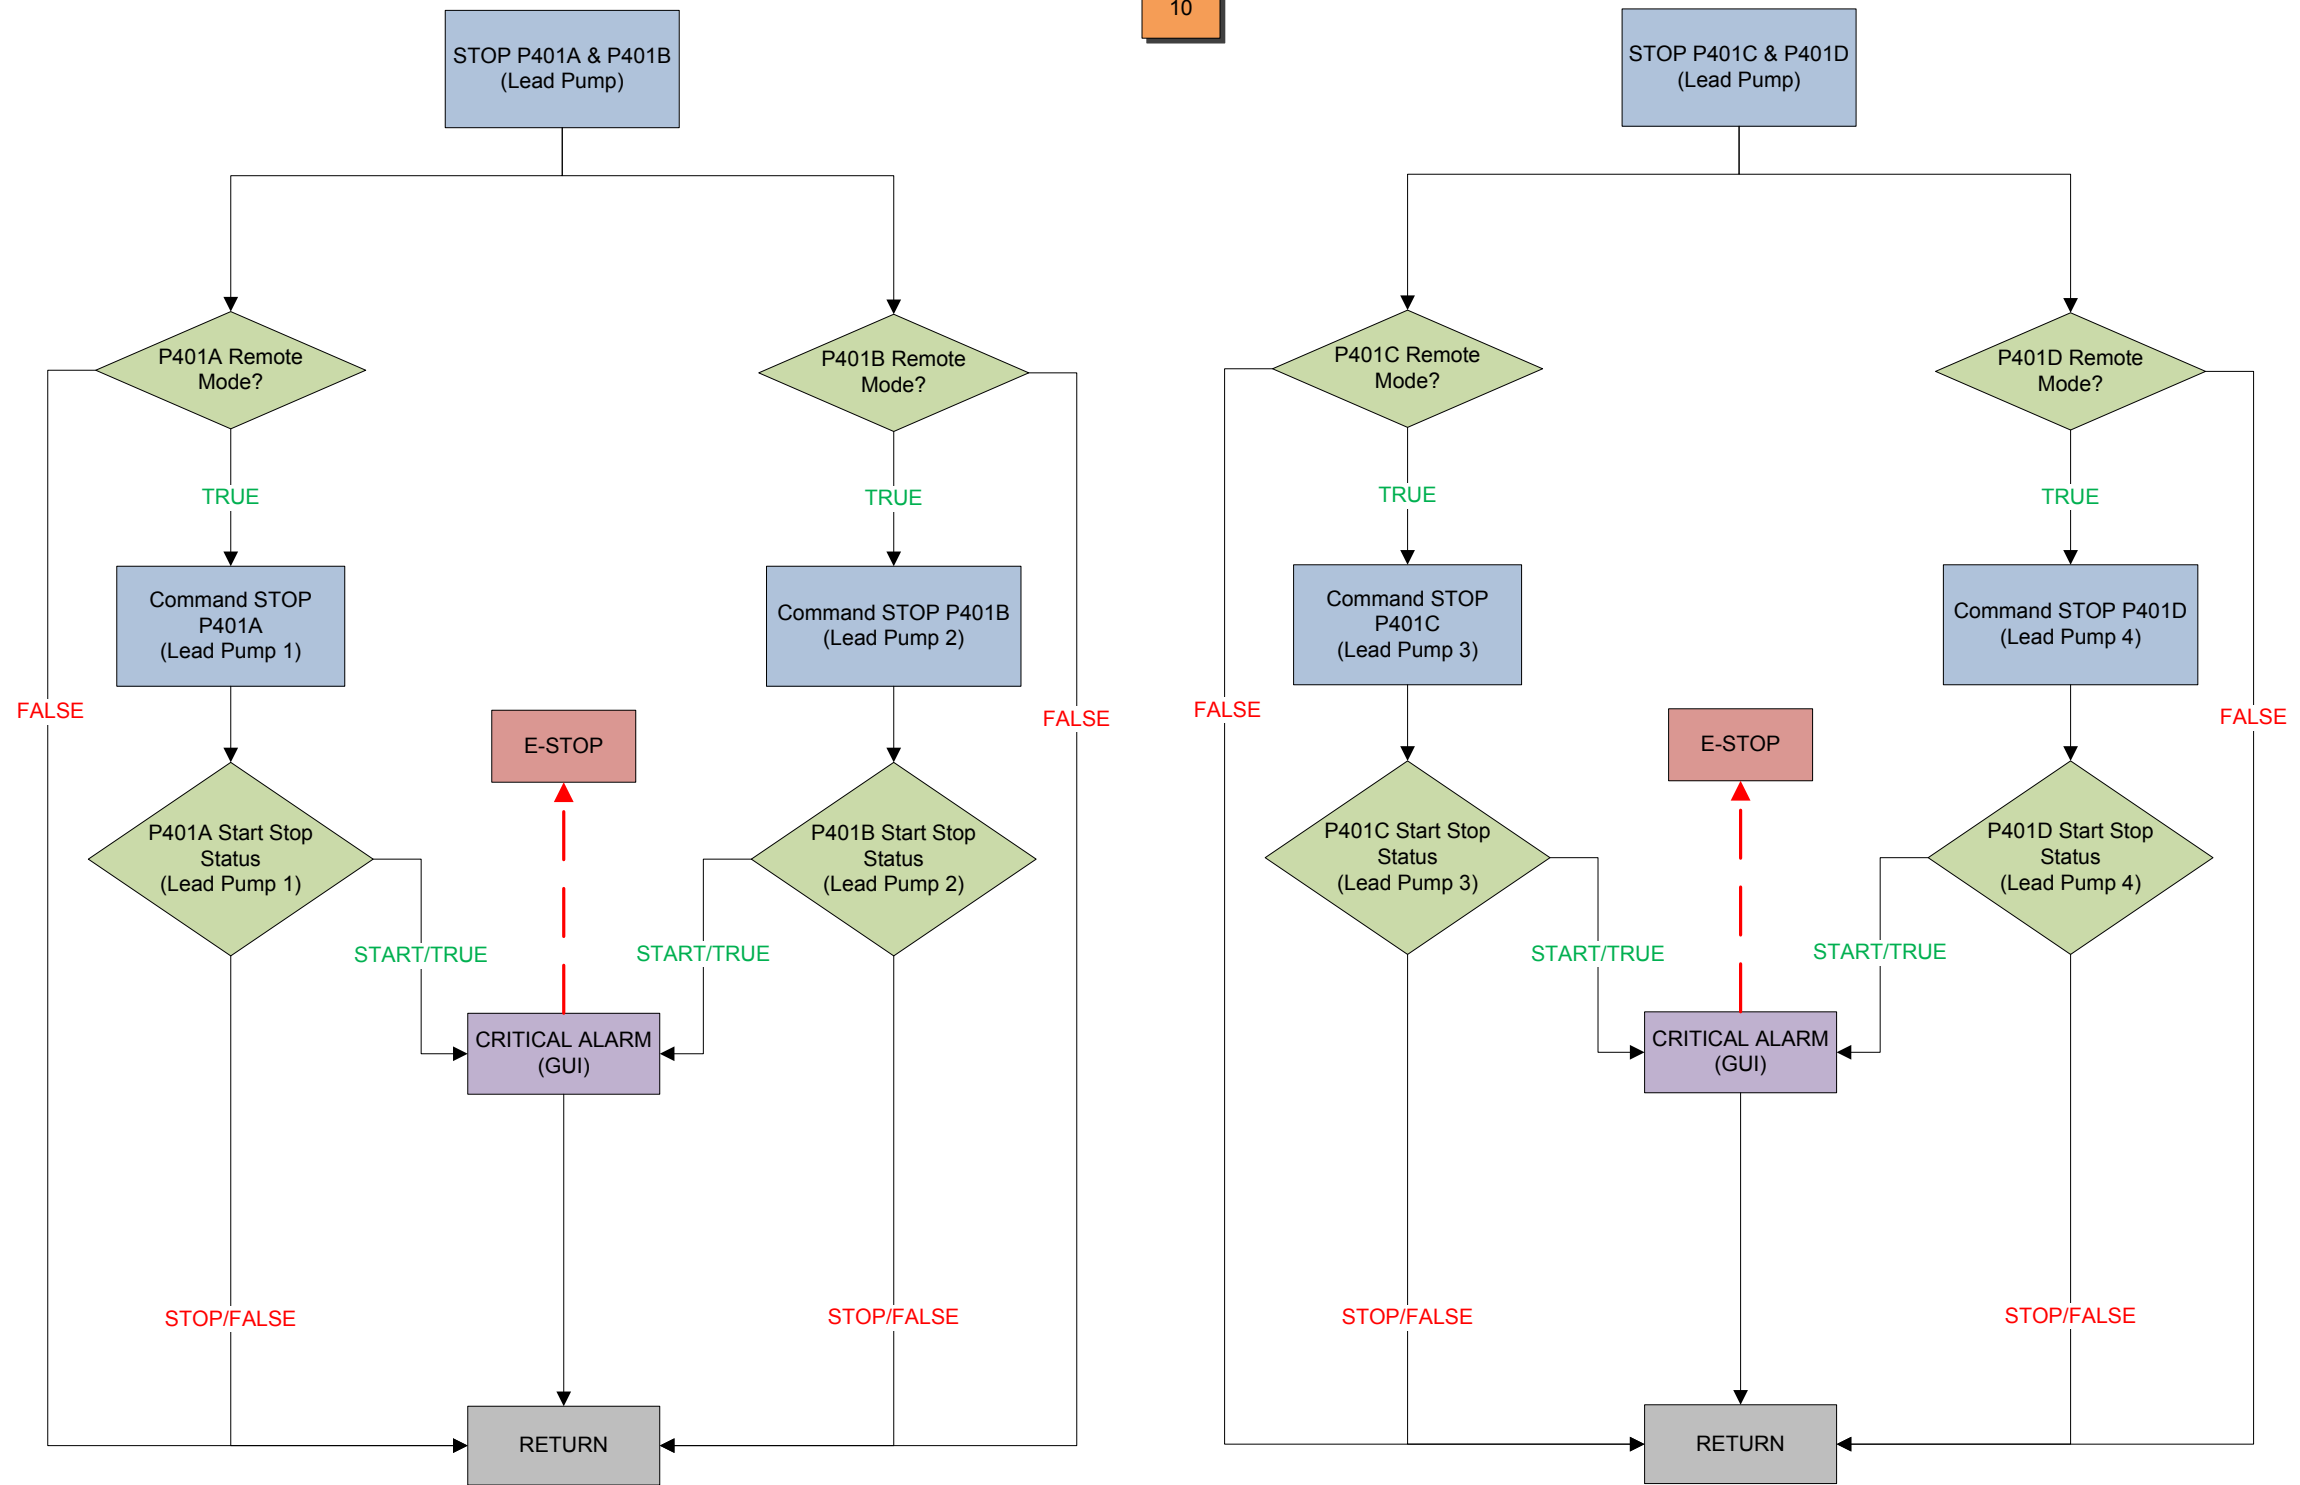 10
STOP P401A & P401B
(Lead Pump)
P401A Remote
Mode?
P401B Remote
Mode?
TRUE
TRUE
Command STOP
P401A
(Lead Pump 1)
Command STOP P401B
(Lead Pump 2)
FALSE
FALSE
E-STOP
P401A Start Stop
Status
(Lead Pump 1)
P401B Start Stop
Status
(Lead Pump 2)
START/TRUE
START/TRUE
CRITICAL ALARM
(GUI)
STOP/FALSE
STOP/FALSE
RETURN
STOP P401C & P401D
(Lead Pump)
P401C Remote
Mode?
P401D Remote
Mode?
TRUE
TRUE
Command STOP
P401C
(Lead Pump 3)
Command STOP P401D
(Lead Pump 4)
FALSE
FALSE
E-STOP
P401C Start Stop
Status
(Lead Pump 3)
P401D Start Stop
Status
(Lead Pump 4)
START/TRUE
START/TRUE
CRITICAL ALARM
(GUI)
STOP/FALSE
STOP/FALSE
RETURN